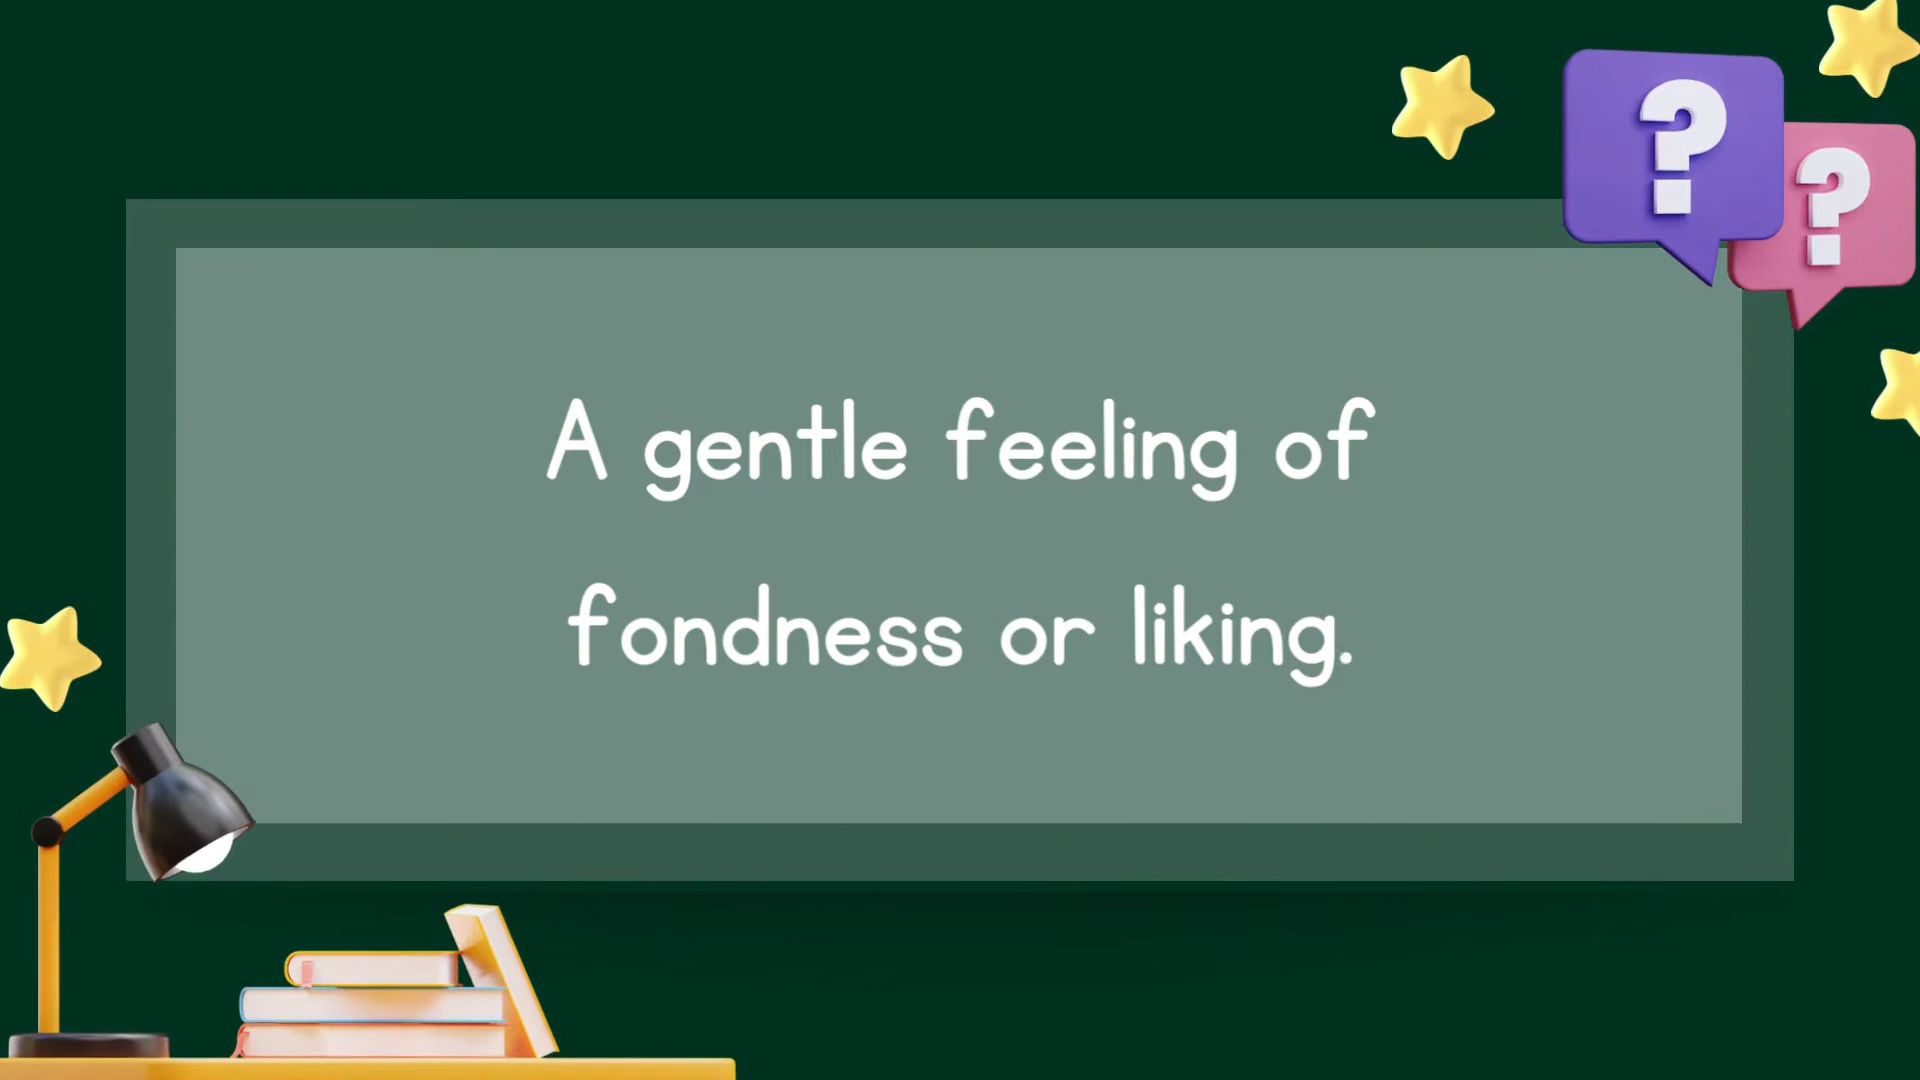 A gentle feeling of
fondness or liking.
? ?